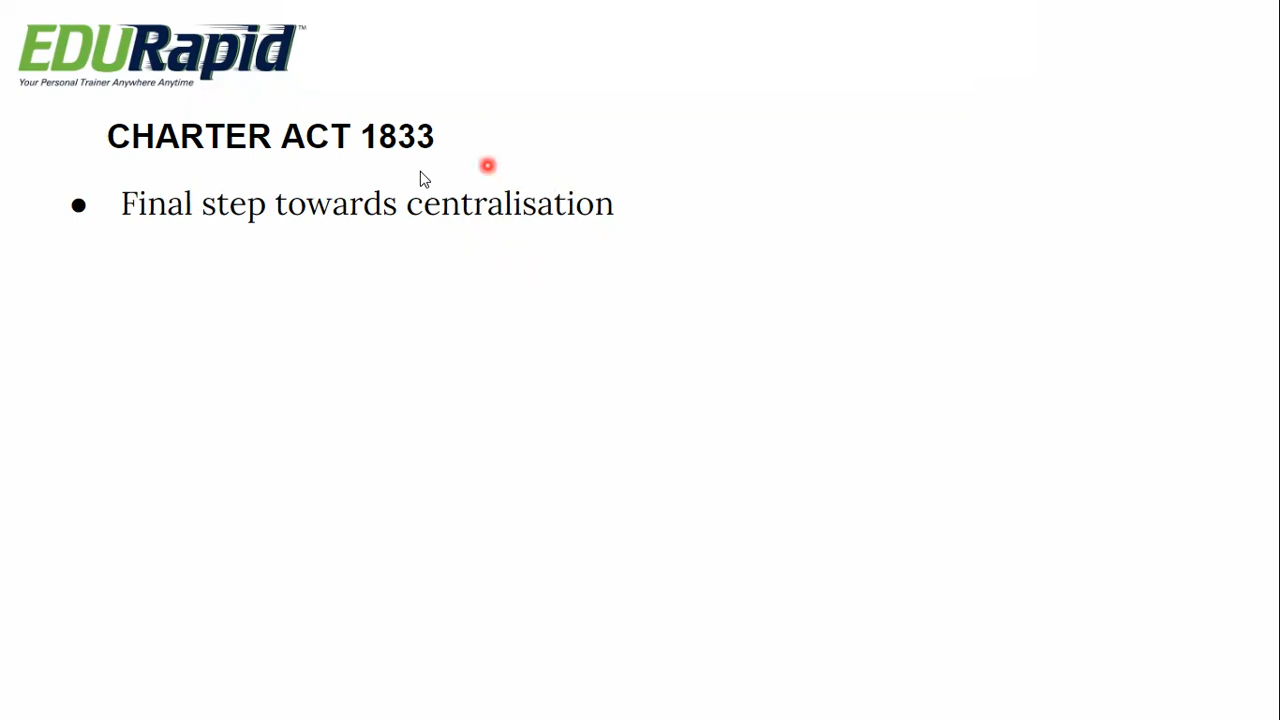 EDURapid™
Your Personal Trainer Anywhere Anytime
CHARTER ACT 1833
● Final step towards centralisation